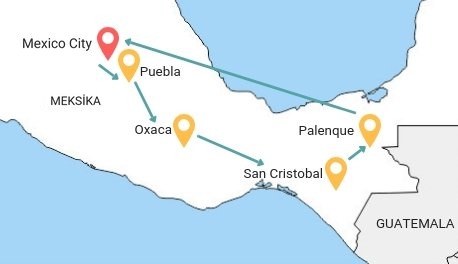 Mexico City
Puebla
MEKSİKA
Oxaca
Palenque
San Cristobal
GUATEMALA